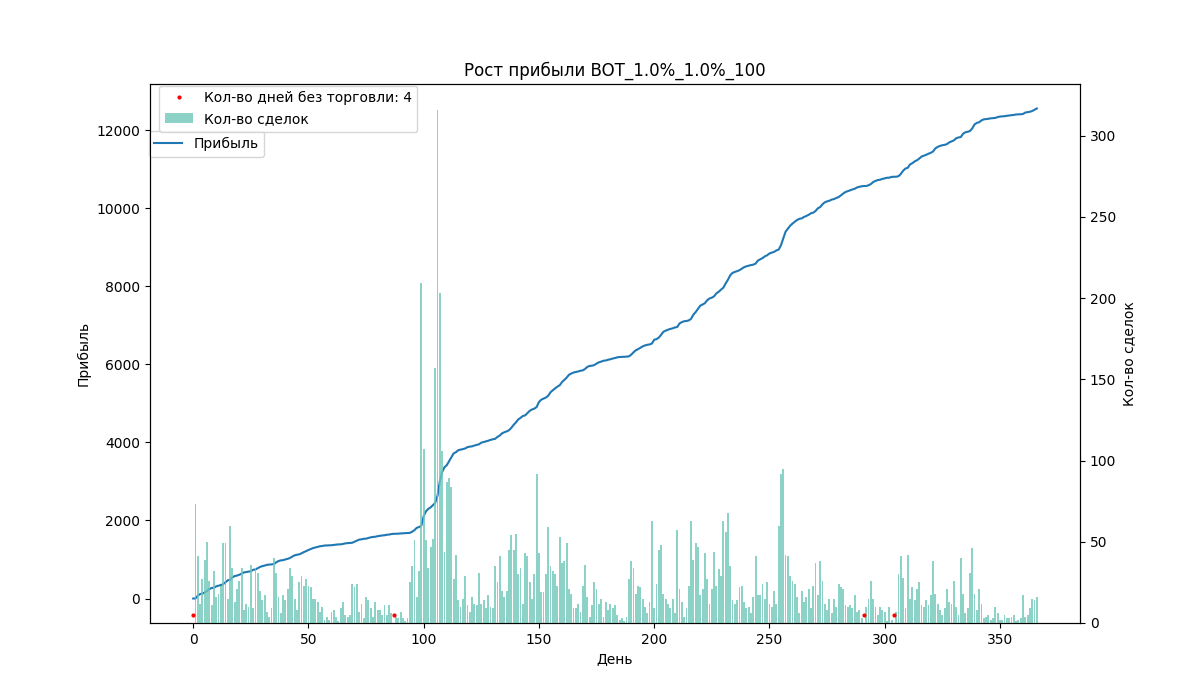 Рост прибыли BOT_1.0%_1.0%_100
Кол-во дней без торговли: 4
Кол-во сделок
Прибыль
12000
10000
8000
6000
4000
2000
0
Прибыль
300
250
200
150
100
50
0
Кол-во сделок
0 50 100 150 200 250 300 350
День